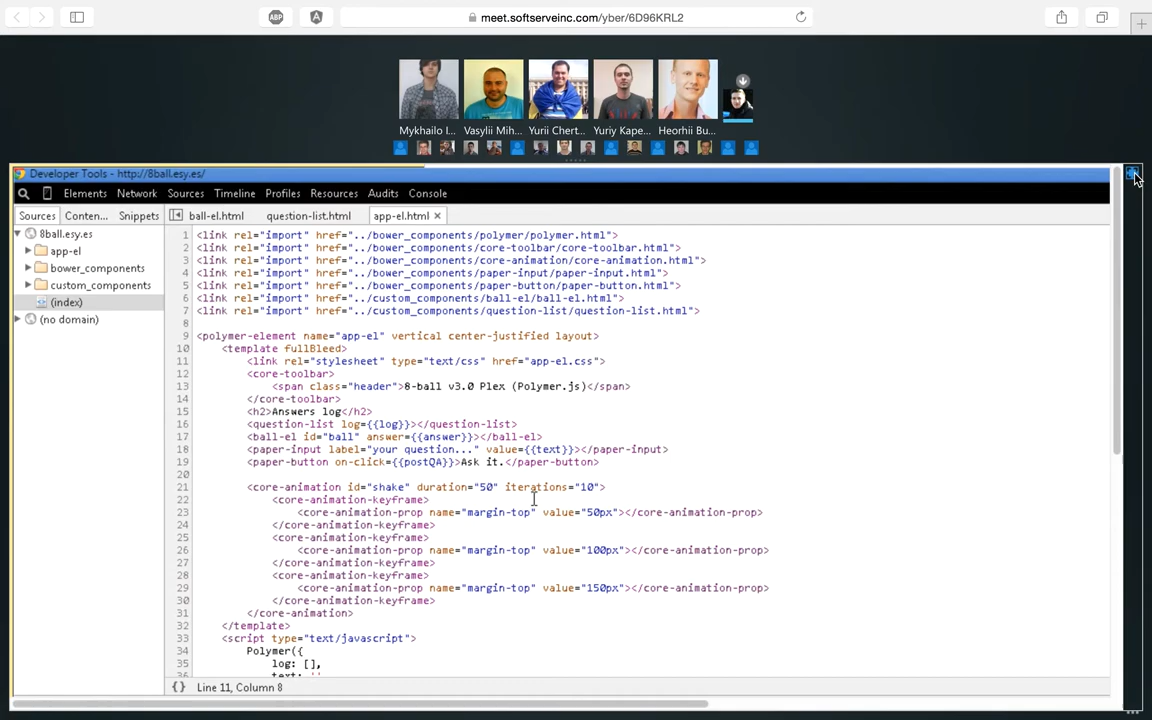 ABP
meet.softserveinc.com/yber/6D96KRL2
Mykhailo I... Vasylii Mih... Yurii Chert... Yuriy Kape... Heorhii Bu...
Developer Tools - http://8ball.esy.es/
Elements Network Sources Timeline Profiles Resources Audits Console
Sources Conten... Snippets ball-el.html question-list.html app-el.html ×
8ball.esy.es
app-el
bower_components
custom_components
(index)
(no domain)
1 <link rel="import" href="../bower_components/polymer/polymer.html">
2 <link rel="import" href="../bower_components/core-toolbar/core-toolbar.html">
3 <link rel="import" href="../bower_components/core-animation/core-animation.html">
4 <link rel="import" href="../bower_components/paper-input/paper-input.html">
5 <link rel="import" href="../bower_components/paper-button/paper-button.html">
6 <link rel="import" href="../custom_components/ball-el/ball-el.html">
7 <link rel="import" href="../custom_components/question-list/question-list.html">
8
9 <polymer-element name="app-el" vertical center-justified layout>
10 <template fullBleed>
11 <link rel="stylesheet" type="text/css" href="app-el.css">
12 <core-toolbar>
13 <span class="header">8-ball v3.0 Plex (Polymer.js)</span>
14 </core-toolbar>
15 <h2>Answers log</h2>
16 <question-list log={{log}}></question-list>
17 <ball-el id="ball" answer={{answer}}></ball-el>
18 <paper-input label="your question..." value={{text}}></paper-input>
19 <paper-button on-click={{postQA}}>Ask it.</paper-button>
20
21 <core-animation id="shake" duration="50" iterations="10">
22 <core-animation-keyframe>
23 <core-animation-prop name="margin-top" value="50px"></core-animation-prop>
24 </core-animation-keyframe>
25 <core-animation-keyframe>
26 <core-animation-prop name="margin-top" value="100px"></core-animation-prop>
27 </core-animation-keyframe>
28 <core-animation-keyframe>
29 <core-animation-prop name="margin-top" value="150px"></core-animation-prop>
30 </core-animation-keyframe>
31 </core-animation>
32 </template>
33 <script type="text/javascript">
34 Polymer({
35 log: [],
36 text: ''
{} Line 11, Column 8